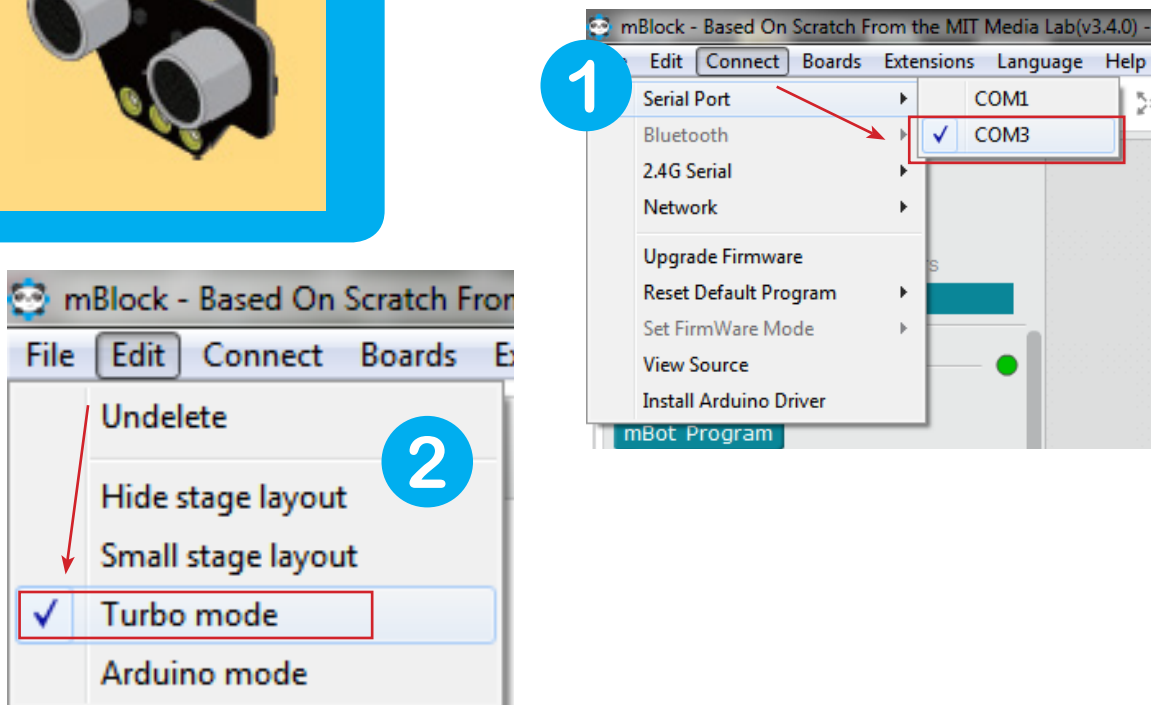 1
mBlock - Based On Scratch From the MIT Media Lab(v3.4.0) -
Edit Connect Boards Extensions Language Help
Serial Port
COM1
Bluetooth
COM3
2.4G Serial
Network
Upgrade Firmware
Reset Default Program
Set FirmWare Mode
View Source
Install Arduino Driver
mBot Program
2
mBlock - Based On Scratch Fror
File Edit Connect Boards
Undelete
Hide stage layout
Small stage layout
Turbo mode
Arduino mode